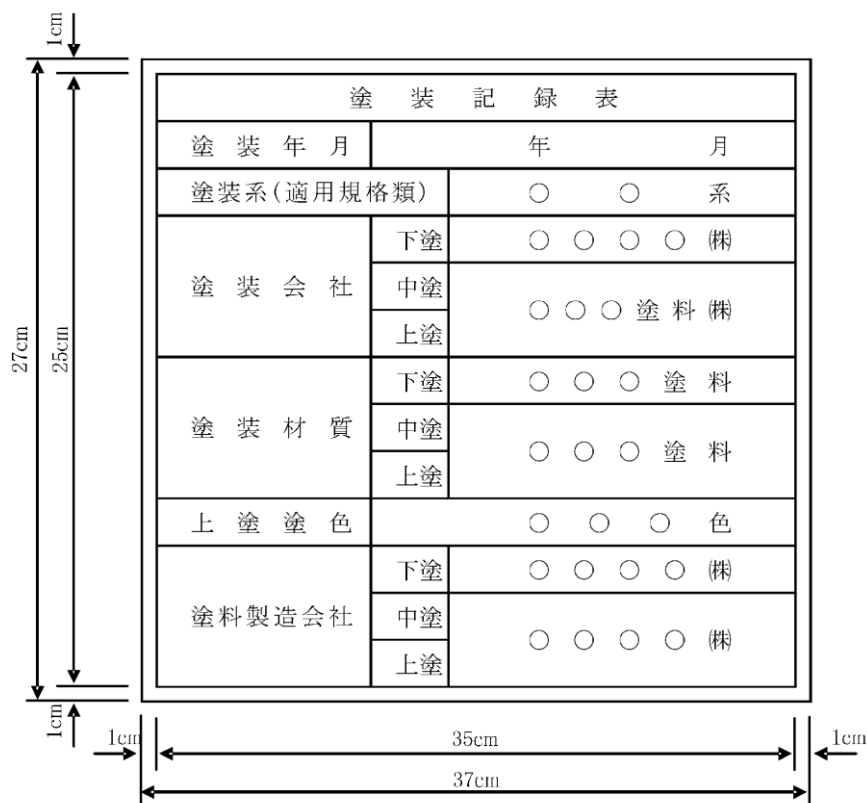 1cm
塗装記録表
塗装年月 年 月
塗装系(適用規格類) ○○系
下塗 ○○○○㈱
塗装会社 中塗 ○○○塗料㈱
上塗
下塗 ○○○塗料
塗装材質 中塗 ○○○塗料
上塗
上塗塗色 ○○○色
下塗 ○○○○㈱
塗料製造会社 中塗 ○○○○㈱
上塗
27cm
25cm
1cm
1cm
35cm
1cm
37cm